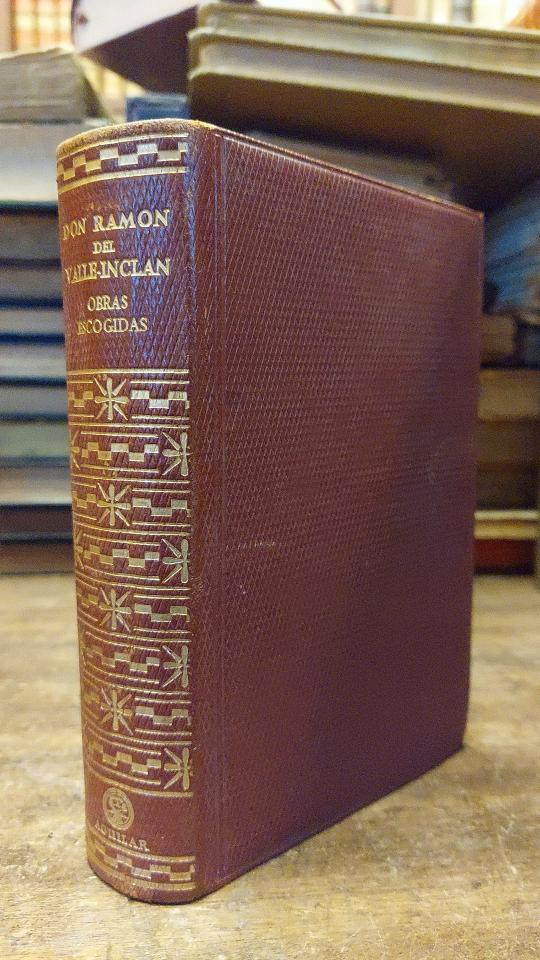 DON RAMON
DEL
VALLE-INCLAN
OBRAS
ESCOGIDAS
AGUILAR